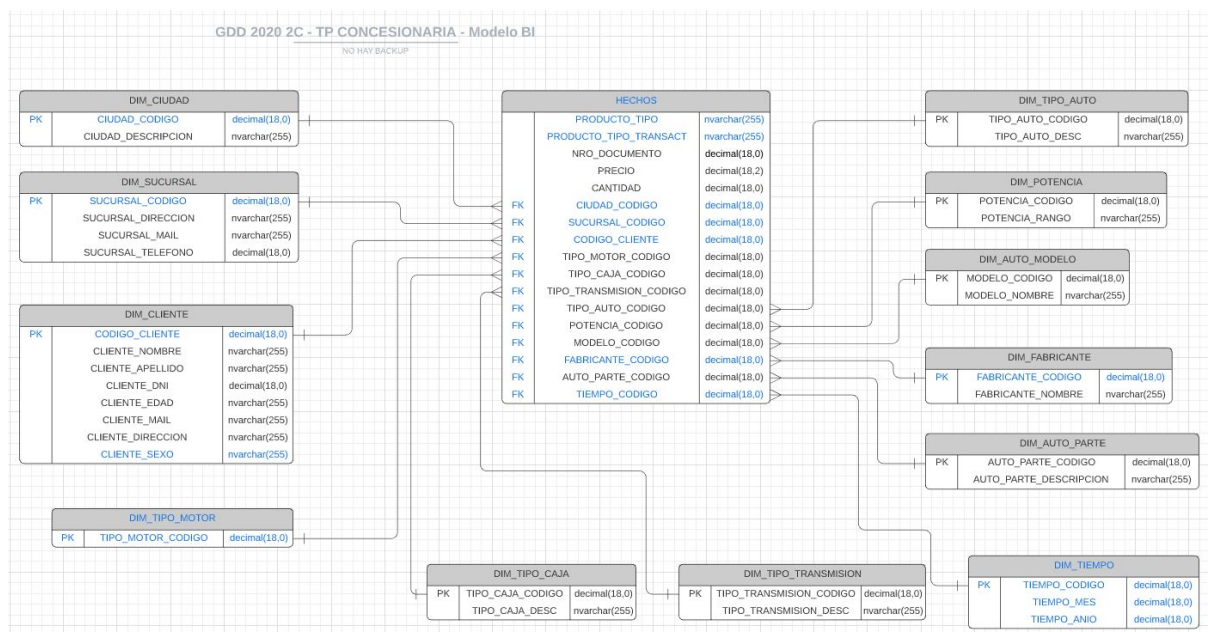 GDD 2020 2C - TP CONCESIONARIA - Modelo BI
NO HAY BACKUP
DIM_CIUDAD
PK CIUDAD_CODIGO decimal(18,0)
CIUDAD_DESCRIPCION nvarchar(255)
DIM_SUCURSAL
PK SUCURSAL_CODIGO decimal(18,0)
SUCURSAL_DIRECCION nvarchar(255)
SUCURSAL_MAIL nvarchar(255)
SUCURSAL_TELEFONO decimal(18,0)
DIM_CLIENTE
PK CODIGO_CLIENTE decimal(18,0)
CLIENTE_NOMBRE nvarchar(255)
CLIENTE_APELLIDO nvarchar(255)
CLIENTE_DNI decimal(18,0)
CLIENTE_EDAD nvarchar(255)
CLIENTE_MAIL nvarchar(255)
CLIENTE_DIRECCION nvarchar(255)
CLIENTE_SEXO nvarchar(255)
DIM_TIPO_MOTOR
PK TIPO_MOTOR_CODIGO decimal(18,0)
HECHOS
PRODUCTO_TIPO nvarchar(255)
PRODUCTO_TIPO_TRANSACT nvarchar(255)
NRO_DOCUMENTO decimal(18,0)
PRECIO decimal(18,2)
CANTIDAD decimal(18,0)
FK CIUDAD_CODIGO decimal(18,0)
FK SUCURSAL_CODIGO decimal(18,0)
FK CODIGO_CLIENTE decimal(18,0)
FK TIPO_MOTOR_CODIGO decimal(18,0)
FK TIPO_CAJA_CODIGO decimal(18,0)
FK TIPO_TRANSMISION_CODIGO decimal(18,0)
FK TIPO_AUTO_CODIGO decimal(18,0)
FK POTENCIA_CODIGO decimal(18,0)
FK MODELO_CODIGO decimal(18,0)
FK FABRICANTE_CODIGO decimal(18,0)
FK AUTO_PARTE_CODIGO decimal(18,0)
FK TIEMPO_CODIGO decimal(18,0)
DIM_TIPO_CAJA
PK TIPO_CAJA_CODIGO decimal(18,0)
TIPO_CAJA_DESC nvarchar(255)
DIM_TIPO_TRANSMISION
PK TIPO_TRANSMISION_CODIGO decimal(18,0)
TIPO_TRANSMISION_DESC nvarchar(255)
DIM_TIPO_AUTO
PK TIPO_AUTO_CODIGO decimal(18,0)
TIPO_AUTO_DESC nvarchar(255)
DIM_POTENCIA
PK POTENCIA_CODIGO decimal(18,0)
POTENCIA_RANGO nvarchar(255)
DIM_AUTO_MODELO
PK MODELO_CODIGO decimal(18,0)
MODELO_NOMBRE nvarchar(255)
DIM_FABRICANTE
PK FABRICANTE_CODIGO decimal(18,0)
FABRICANTE_NOMBRE nvarchar(255)
DIM_AUTO_PARTE
PK AUTO_PARTE_CODIGO decimal(18,0)
AUTO_PARTE_DESCRIPCION nvarchar(255)
DIM_TIEMPO
PK TIEMPO_CODIGO decimal(18,0)
TIEMPO_MES decimal(18,0)
TIEMPO_ANIO decimal(18,0)